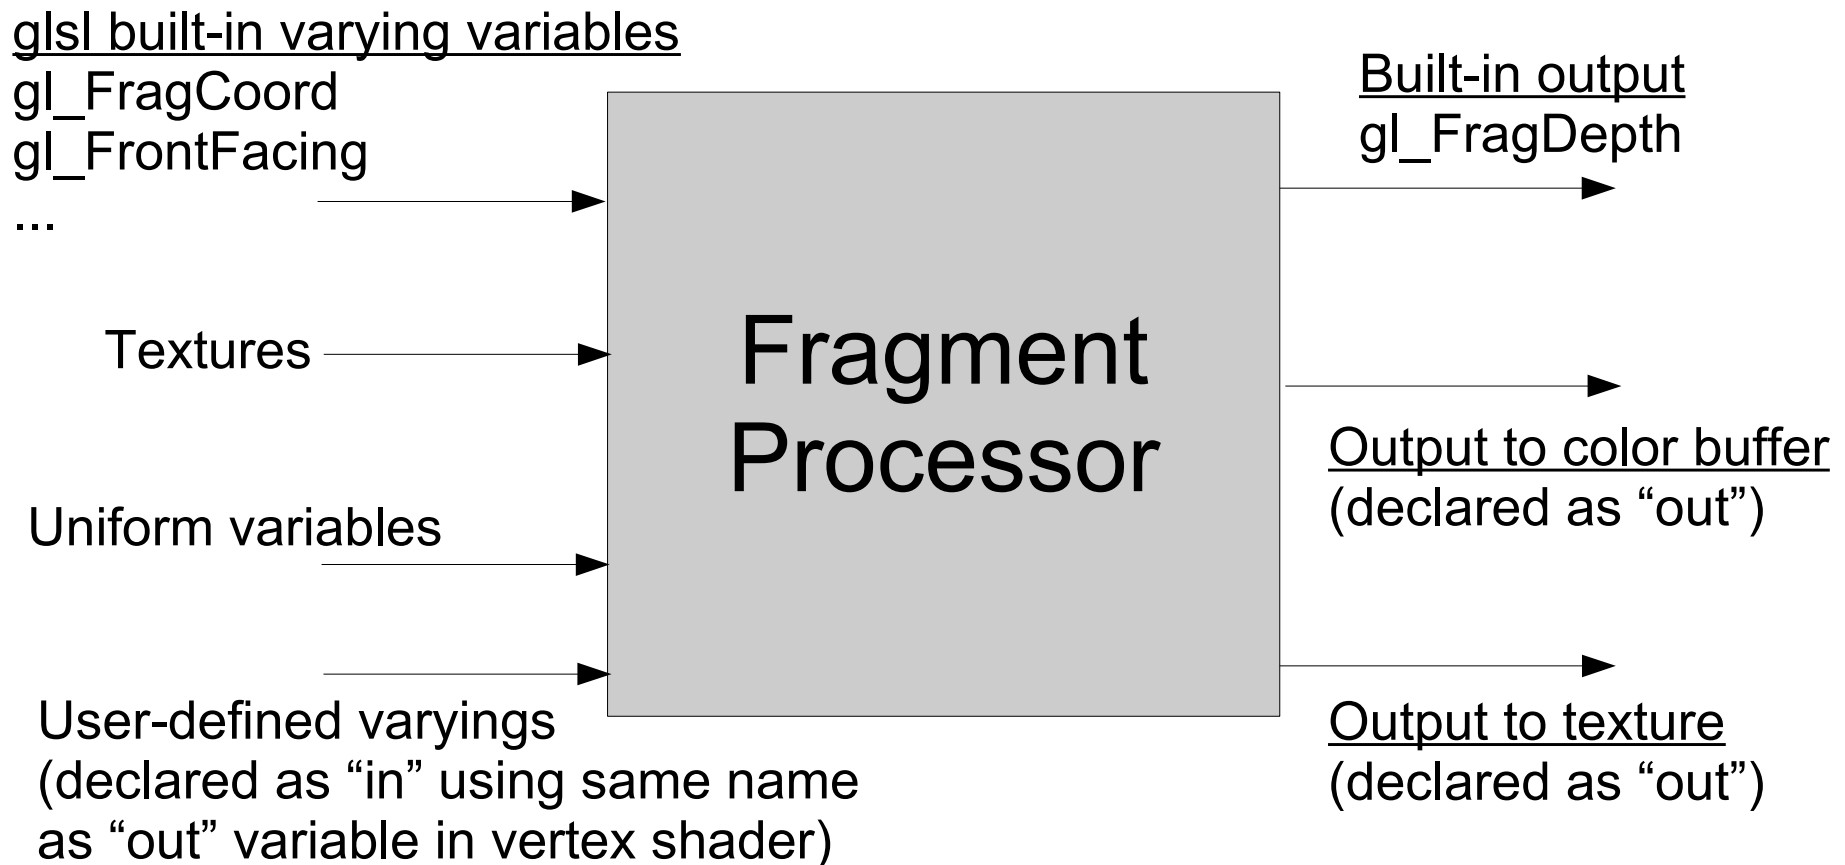 glsl built-in varying variables
gl_FragCoord
gl_FrontFacing
...
Textures
Uniform variables
User-defined varyings
(declared as “in” using same name
as “out” variable in vertex shader)
Fragment
Processor
Built-in output
gl_FragDepth
Output to color buffer
(declared as “out”)
Output to texture
(declared as “out”)